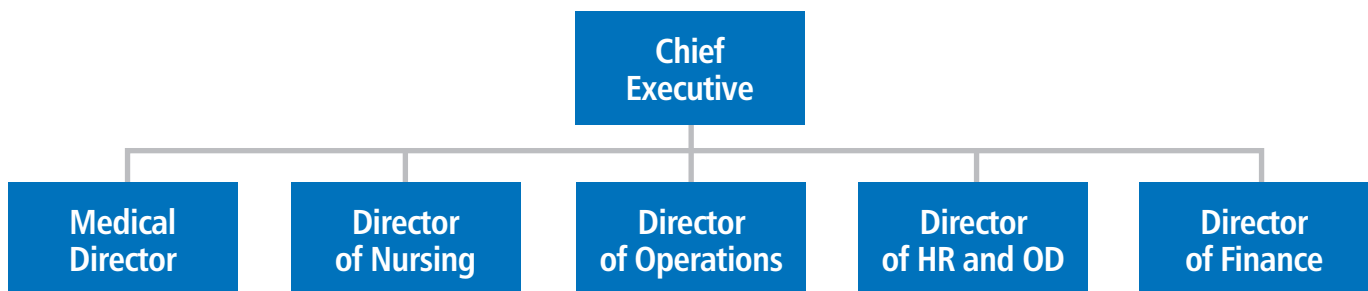 Chief
Executive
Medical
Director
Director
of Nursing
Director
of Operations
Director
of HR and OD
Director
of Finance